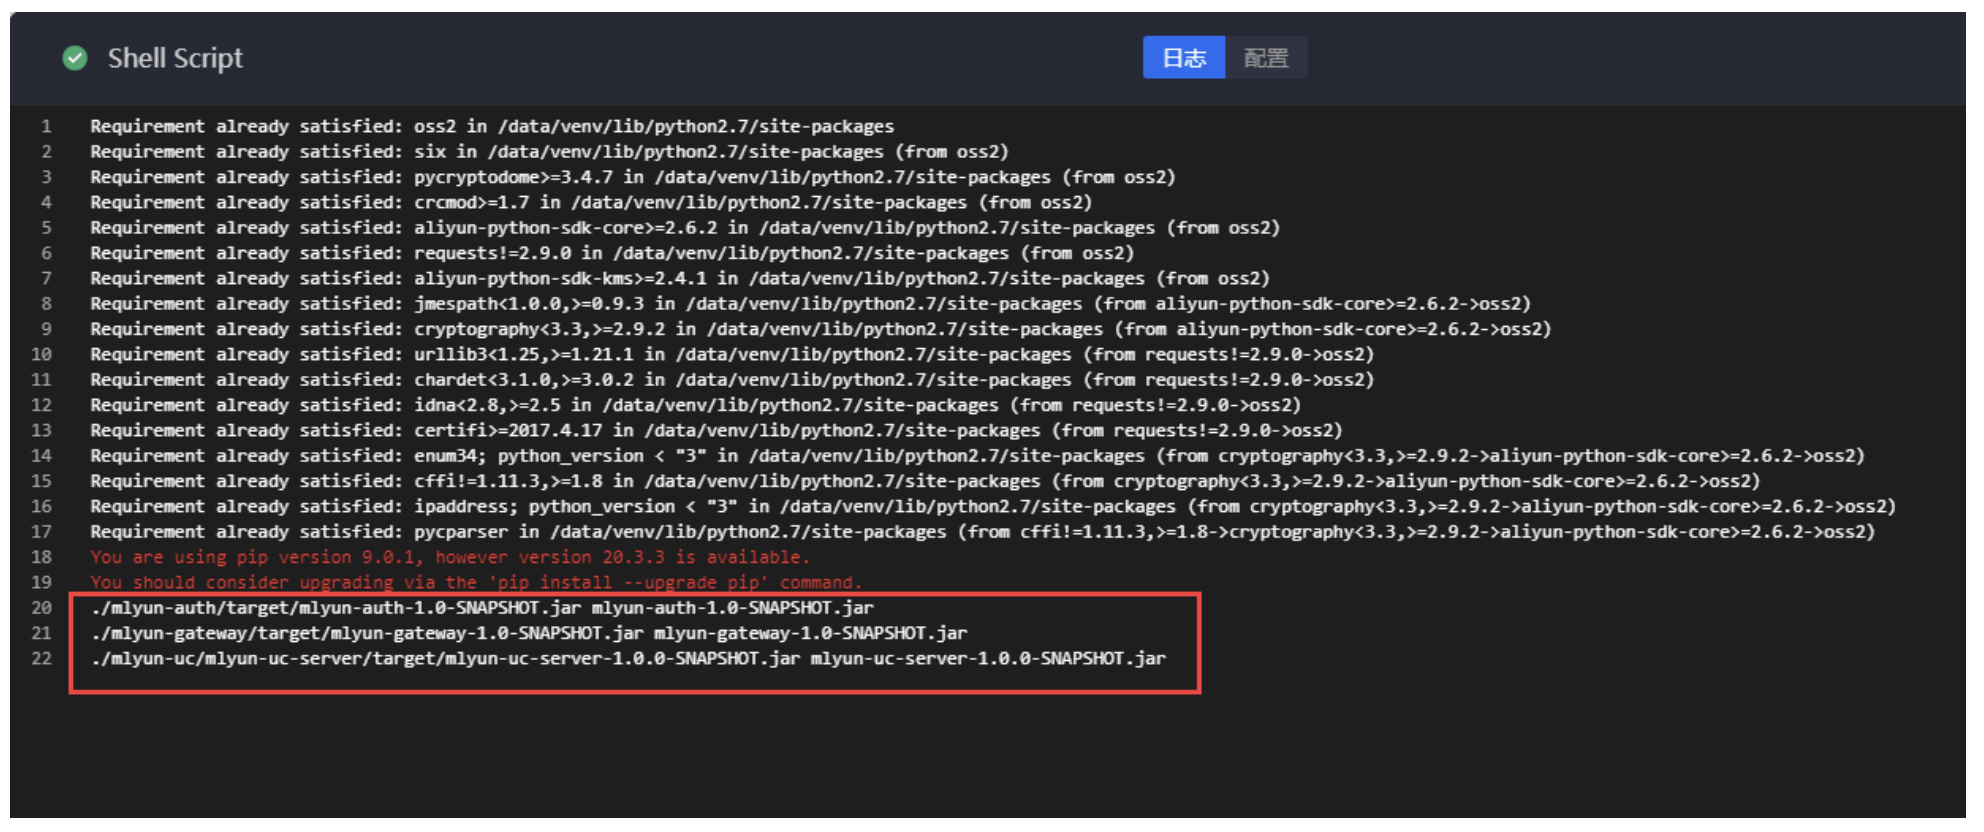 Shell Script
日志 配置
1 Requirement already satisfied: oss2 in /data/venv/lib/python2.7/site-packages
2 Requirement already satisfied: six in /data/venv/lib/python2.7/site-packages (from oss2)
3 Requirement already satisfied: pycryptodome>=3.4.7 in /data/venv/lib/python2.7/site-packages (from oss2)
4 Requirement already satisfied: crcmod>=1.7 in /data/venv/lib/python2.7/site-packages (from oss2)
5 Requirement already satisfied: aliyun-python-sdk-core>=2.6.2 in /data/venv/lib/python2.7/site-packages (from oss2)
6 Requirement already satisfied: requests!=2.9.0 in /data/venv/lib/python2.7/site-packages (from oss2)
7 Requirement already satisfied: aliyun-python-sdk-kms>=2.4.1 in /data/venv/lib/python2.7/site-packages (from oss2)
8 Requirement already satisfied: jmespath<1.0.0,>=0.9.3 in /data/venv/lib/python2.7/site-packages (from aliyun-python-sdk-core>=2.6.2->oss2)
9 Requirement already satisfied: cryptography<3.3,>=2.9.2 in /data/venv/lib/python2.7/site-packages (from aliyun-python-sdk-core>=2.6.2->oss2)
10 Requirement already satisfied: urllib3<1.25,>=1.21.1 in /data/venv/lib/python2.7/site-packages (from requests!=2.9.0->oss2)
11 Requirement already satisfied: chardet<3.1.0,>=3.0.2 in /data/venv/lib/python2.7/site-packages (from requests!=2.9.0->oss2)
12 Requirement already satisfied: idna<2.8,>=2.5 in /data/venv/lib/python2.7/site-packages (from requests!=2.9.0->oss2)
13 Requirement already satisfied: certifi>=2017.4.17 in /data/venv/lib/python2.7/site-packages (from requests!=2.9.0->oss2)
14 Requirement already satisfied: enum34; python_version < "3" in /data/venv/lib/python2.7/site-packages (from cryptography<3.3,>=2.9.2->aliyun-python-sdk-core>=2.6.2->oss2)
15 Requirement already satisfied: cffi!=1.11.3,>=1.8 in /data/venv/lib/python2.7/site-packages (from cryptography<3.3,>=2.9.2->aliyun-python-sdk-core>=2.6.2->oss2)
16 Requirement already satisfied: ipaddress; python_version < "3" in /data/venv/lib/python2.7/site-packages (from cryptography<3.3,>=2.9.2->aliyun-python-sdk-core>=2.6.2->oss2)
17 Requirement already satisfied: pycparser in /data/venv/lib/python2.7/site-packages (from cffi!=1.11.3,>=1.8->cryptography<3.3,>=2.9.2->aliyun-python-sdk-core>=2.6.2->oss2)
18 You are using pip version 9.0.1, however version 20.3.3 is available.
19 You should consider upgrading via the 'pip install --upgrade pip' command.
20 ./mlyun-auth/target/mlyun-auth-1.0-SNAPSHOT.jar mlyun-auth-1.0-SNAPSHOT.jar
21 ./mlyun-gateway/target/mlyun-gateway-1.0-SNAPSHOT.jar mlyun-gateway-1.0-SNAPSHOT.jar
22 ./mlyun-uc/mlyun-uc-server/target/mlyun-uc-server-1.0.0-SNAPSHOT.jar mlyun-uc-server-1.0.0-SNAPSHOT.jar